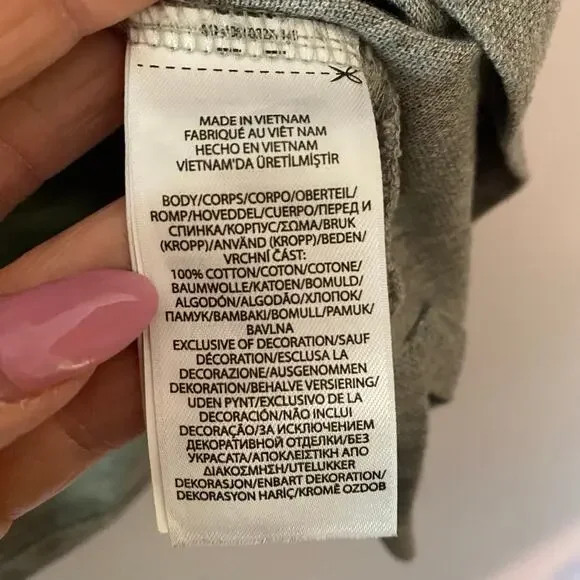 MADE IN VIETNAM
FABRIQUÉ AU VIÊT NAM
HECHO EN VIETNAM
VİETNAM'DA ÜRETİLMİŞTİR
BODY/CORPS/CORPO/OBERTEIL/
ROMP/HOVEDDEL/CUERPO/ПЕРЕД И
СПИНКА/КОРПУС/ΣΩΜΑ/BRUK
(KROPP)/ANVÄND (KROPP)/BEDEN/
VRCHNÍ ČÁST:
100% COTTON/COTON/COTONE/
BAUMWOLLE/KATOEN/BOMULD/
ALGODÓN/ALGODÃO/ХЛОПОК/
ПАМУК/ΒΑΜΒΑΚΙ/BOMULL/PAMUK/
BAVLNA
EXCLUSIVE OF DECORATION/SAUF
DÉCORATION/ESCLUSA LA
DECORAZIONE/AUSGENOMMEN
DEKORATION/BEHALVE VERSIERING/
UDEN PYNT/EXCLUSIVO DE LA
DECORACIÓN/NÃO INCLUI
DECORAÇÃO/ЗА ИСКЛЮЧЕНИЕМ
ДЕКОРАТИВНОЙ ОТДЕЛКИ/БЕЗ
УКРАСАТА/ΑΠΟΚΛΕΙΣΤΙΚΗ ΑΠΟ
ΔΙΑΚΟΣΜΗΣΗ/UTELUKKER
DEKORASJON/ENBART DEKORATION/
DEKORASYON HARİÇ/KROMĚ OZDOB